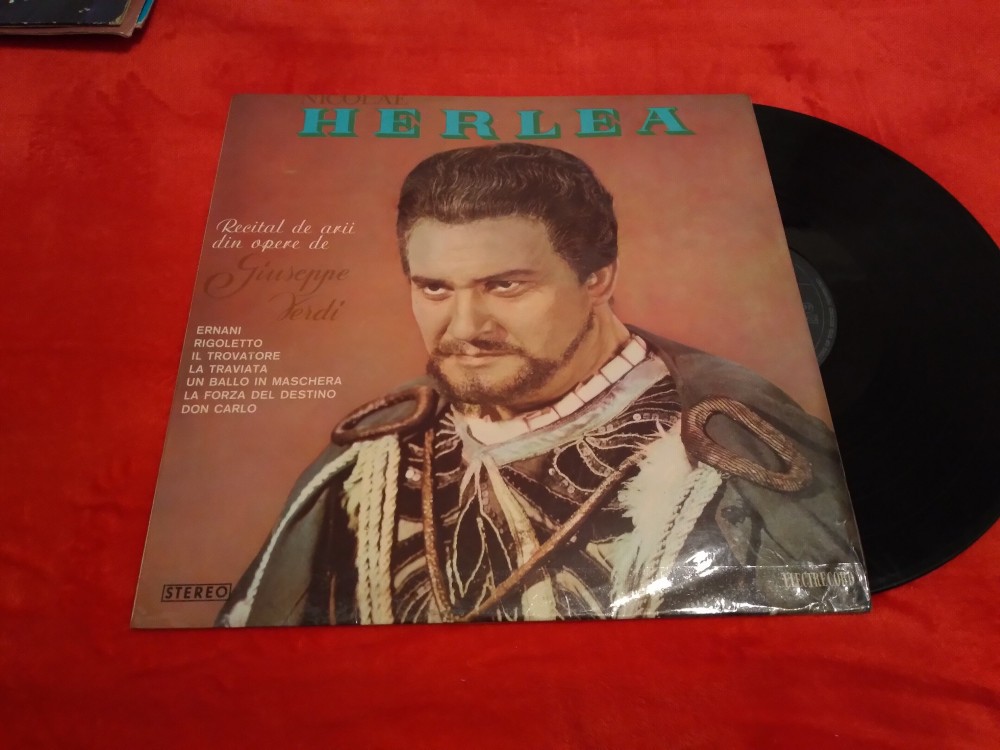 NICOLAE
HERLEA
Recital de arii
din opere de
Giuseppe
Verdi
ERNANI
RIGOLETTO
IL TROVATORE
LA TRAVIATA
UN BALLO IN MASCHERA
LA FORZA DEL DESTINO
DON CARLO
STEREO
ELECTRECORD